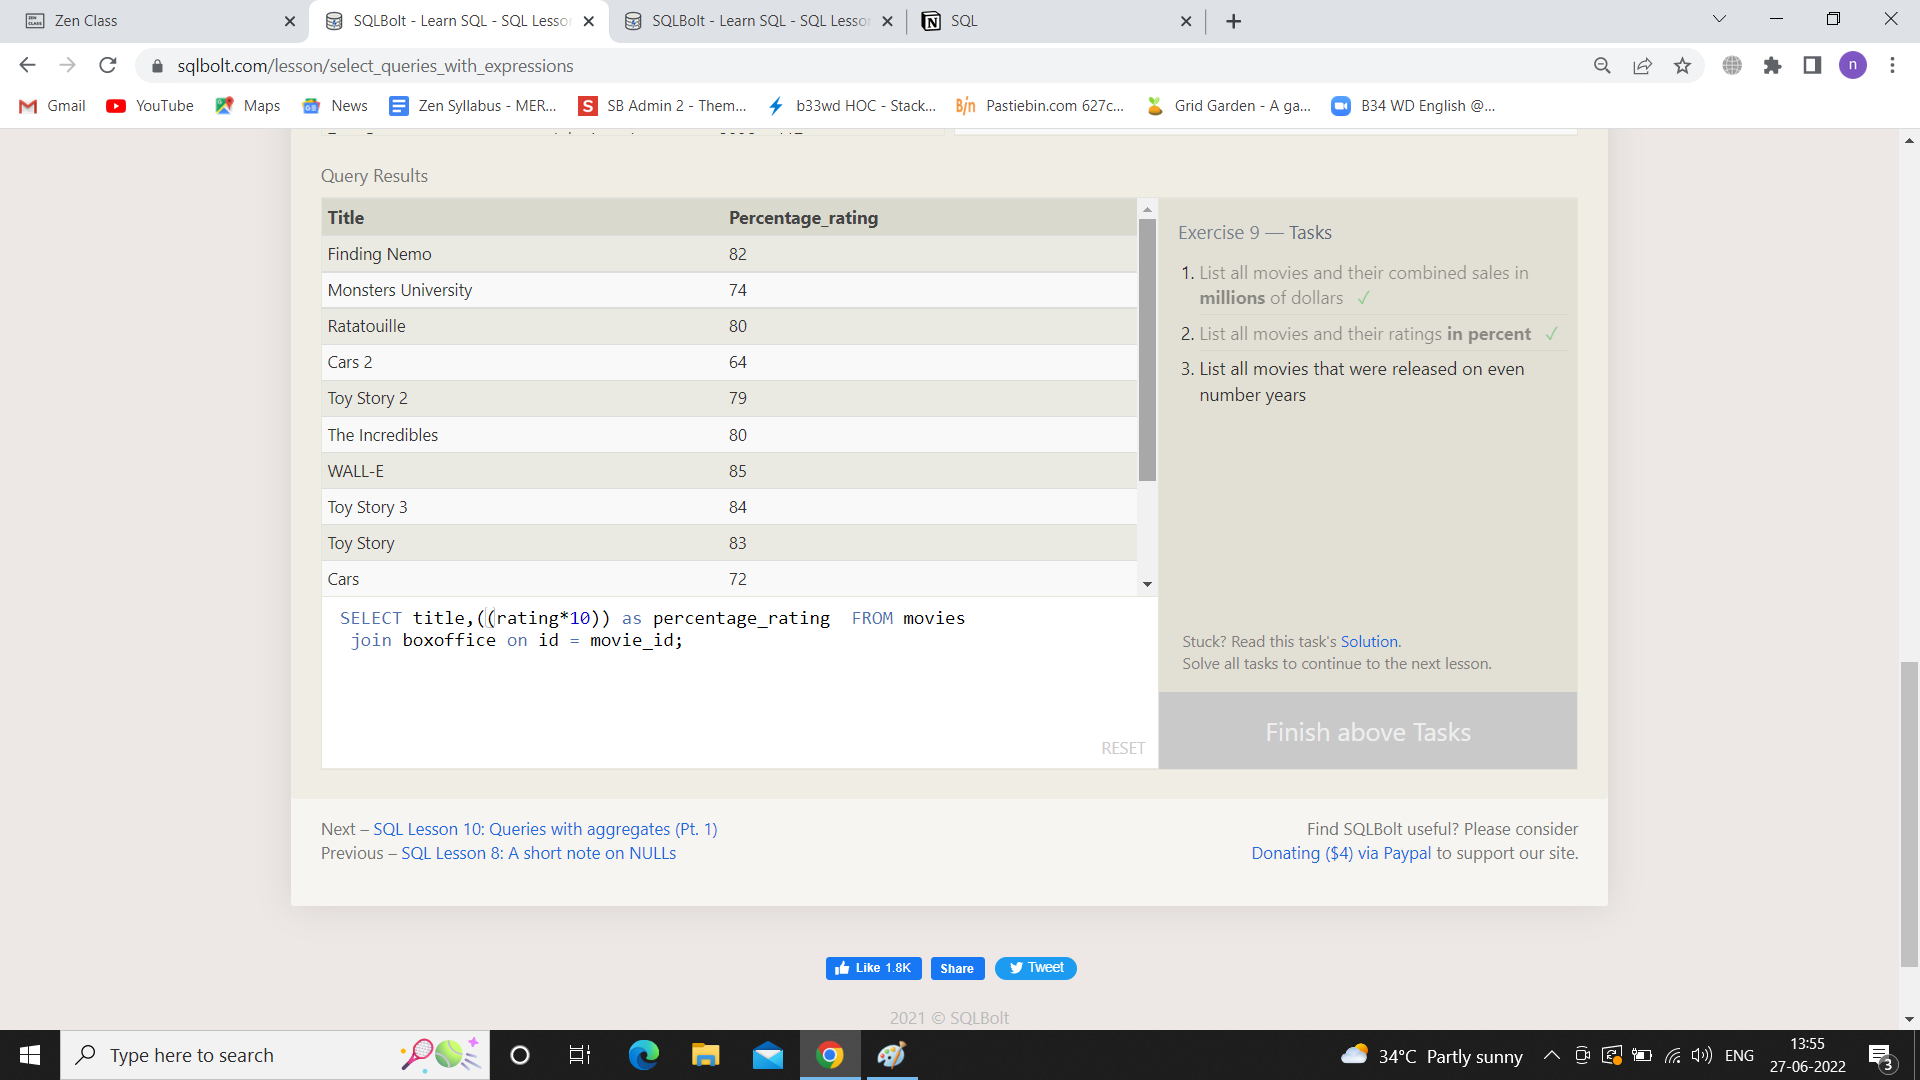 Zen Class
SQLBolt - Learn SQL - SQL Lesso
SQLBolt - Learn SQL - SQL Lesso
SQL
sqlbolt.com/lesson/select_queries_with_expressions
n
Gmail
YouTube
Maps
News
Zen Syllabus - MER...
SB Admin 2 - Them...
b33wd HOC - Stack...
Pastiebin.com 627c...
Grid Garden - A ga...
B34 WD English @...
Query Results
Title Percentage_rating
Finding Nemo 82
Monsters University 74
Ratatouille 80
Cars 2 64
Toy Story 2 79
The Incredibles 80
WALL-E 85
Toy Story 3 84
Toy Story 83
Cars 72
SELECT title,((rating*10)) as percentage_rating  FROM movies
join boxoffice on id = movie_id;
RESET
Exercise 9 — Tasks
1. List all movies and their combined sales in
millions of dollars ✓
2. List all movies and their ratings in percent ✓
3. List all movies that were released on even
number years
Stuck? Read this task's Solution.
Solve all tasks to continue to the next lesson.
Finish above Tasks
Next – SQL Lesson 10: Queries with aggregates (Pt. 1)
Previous – SQL Lesson 8: A short note on NULLs
Find SQLBolt useful? Please consider
Donating ($4) via Paypal to support our site.
Like 1.8K
Share
Tweet
2021 © SQLBolt
Type here to search
34°C Partly sunny
ENG
13:55
27-06-2022
3